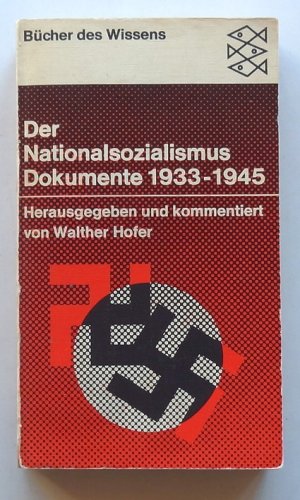 Bücher des Wissens
Der
Nationalsozialismus
Dokumente 1933-1945
Herausgegeben und kommentiert
von Walther Hofer